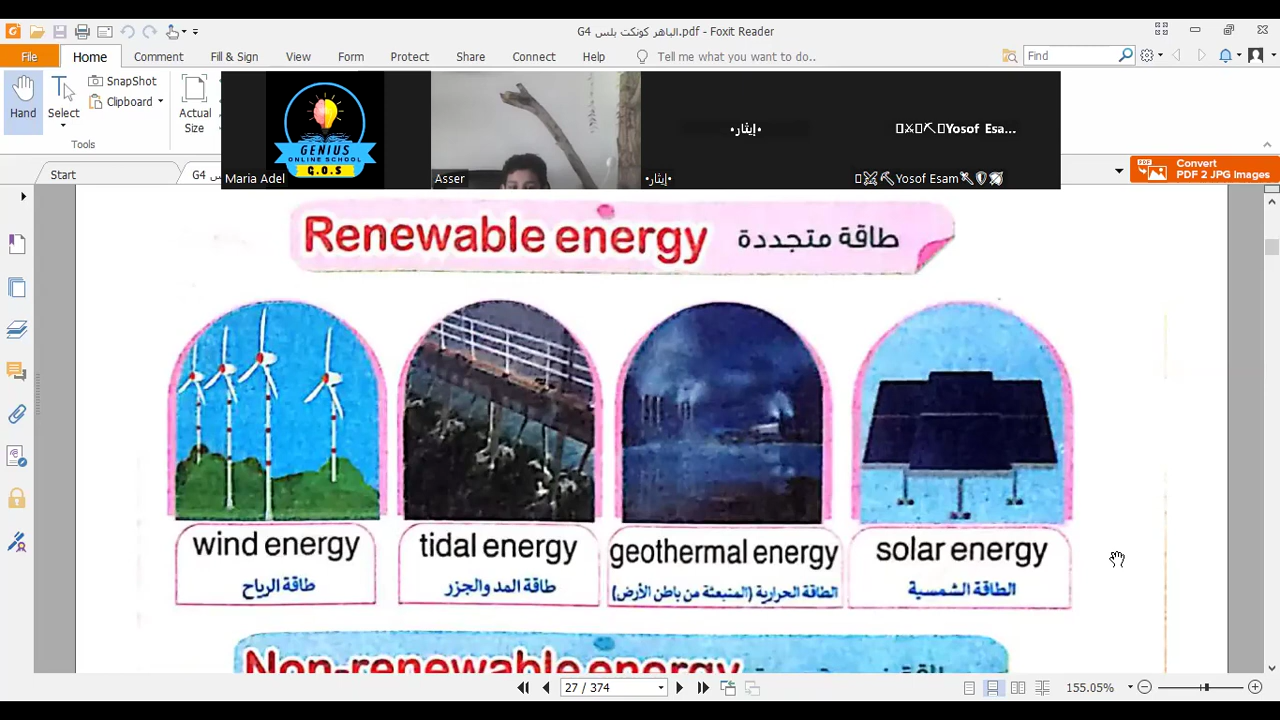 G4 الباهر كونكت بلس.pdf - Foxit Reader
File
Home
Comment
Fill & Sign
View
Form
Protect
Share
Connect
Help
Tell me what you want to do..
Find
Hand
Select
SnapShot
Clipboard
Actual
Size
Tools
GENIUS
ONLINE SCHOOL
G.O.S
Maria Adel
Asser
•إيثار•
•إيثار•
Yosof Esa...
Yosof Esam
Start
Convert
PDF 2 JPG Images
Renewable energy طاقة متجددة
wind energy
طاقة الرياح
tidal energy
طاقة المد والجزر
geothermal energy
الطاقة الحرارية (المنبعثة من باطن الأرض)
solar energy
الطاقة الشمسية
Non-renewable energy
27 / 374
155.05%